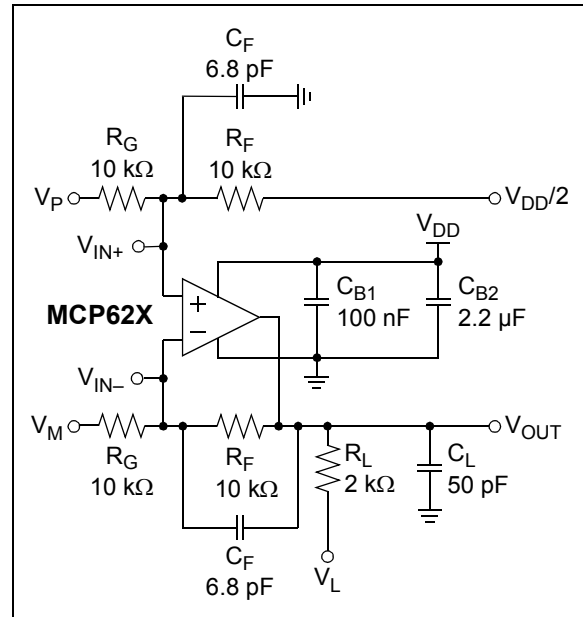 C_F
6.8 pF
R_G
10 kΩ
R_F
10 kΩ
V_P
V_DD/2
V_IN+
V_DD
MCP62X
+
−
C_B1
100 nF
C_B2
2.2 µF
V_IN–
V_M
V_OUT
R_G
10 kΩ
R_F
10 kΩ
R_L
2 kΩ
C_L
50 pF
C_F
6.8 pF
V_L